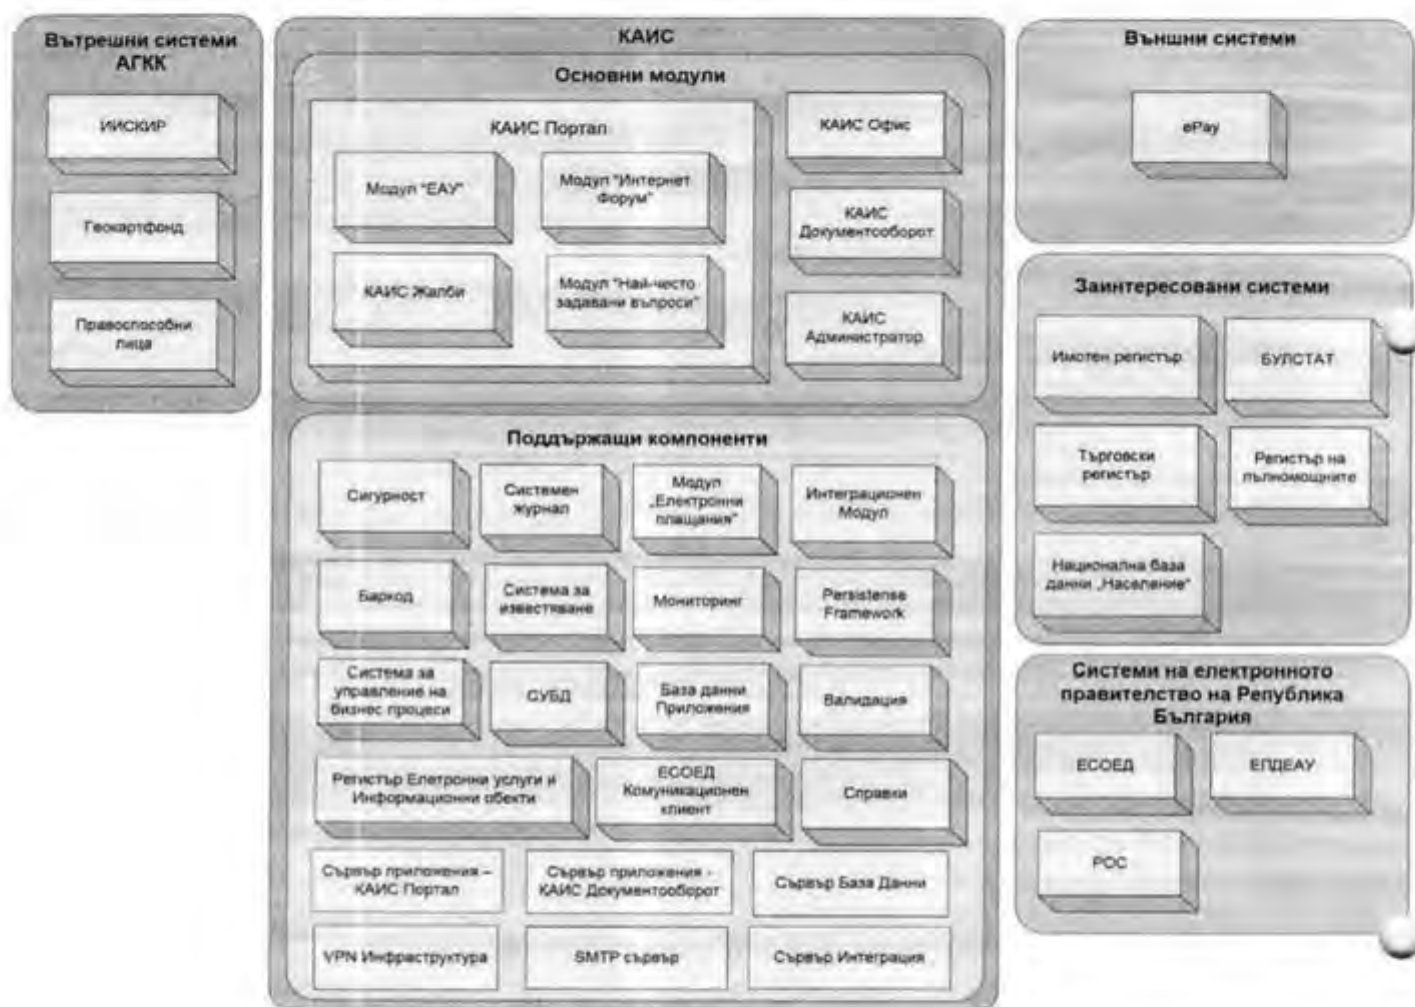 Вътрешни системи
АГКК
ИИСКИР
Геокартфонд
Правоспособни
лица
КАИС
Основни модули
КАИС Портал
Модул "ЕАУ"
Модул "Интернет
Форум"
КАИС Жалби
Модул "Най-често
задавани въпроси"
КАИС Офис
КАИС
Документооборот
КАИС
Администратор
Поддържащи компоненти
Сигурност
Системен
журнал
Модул
„Електронни
плащания"
Интеграционен
Модул
Баркод
Система за
известяване
Мониторинг
Persistense
Framework
Система за
управление на
бизнес процеси
СУБД
База данни
Приложения
Валидация
Регистър Елетронни услуги и
Информационни обекти
ЕСОЕД
Комуникационен
клиент
Справки
Сървър приложения –
КАИС Портал
Сървър приложения -
КАИС Документооборот
Сървър База Данни
VPN Инфраструктура
SMTP сървър
Сървър Интеграция
Външни системи
ePay
Заинтересовани системи
Имотен регистър
БУЛСТАТ
Търговски
регистър
Регистър на
пълномощните
Национална база
данни „Население"
Системи на електронното
правителство на Република
България
ЕСОЕД
ЕПДЕАУ
РОС